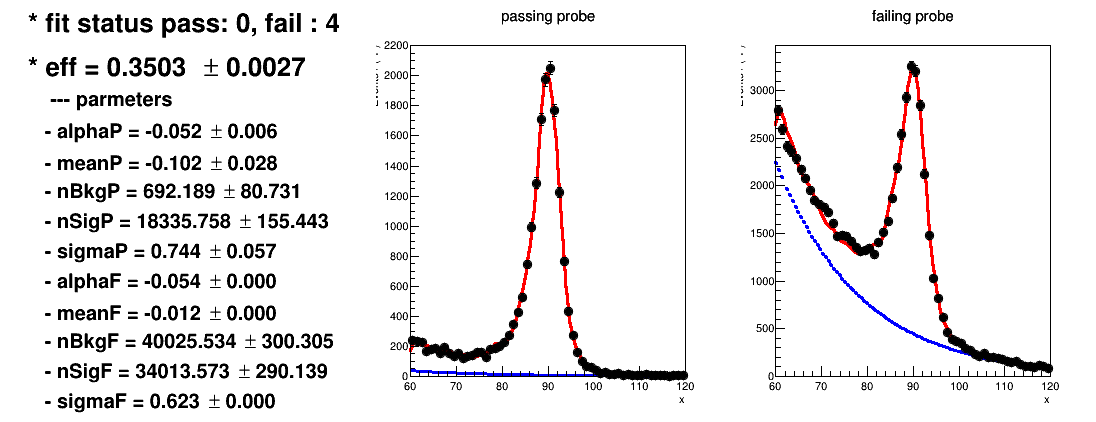 * fit status pass: 0, fail : 4
* eff = 0.3503 ± 0.0027
--- parmeters
- alphaP = -0.052 ± 0.006
- meanP = -0.102 ± 0.028
- nBkgP = 692.189 ± 80.731
- nSigP = 18335.758 ± 155.443
- sigmaP = 0.744 ± 0.057
- alphaF = -0.054 ± 0.000
- meanF = -0.012 ± 0.000
- nBkgF = 40025.534 ± 300.305
- nSigF = 34013.573 ± 290.139
- sigmaF = 0.623 ± 0.000
passing probe
2200
2000
1800
1600
1400
1200
1000
800
600
400
200
0
60 70 80 90 100 110 120
x
failing probe
3000
2500
2000
1500
1000
500
0
60 70 80 90 100 110 120
x